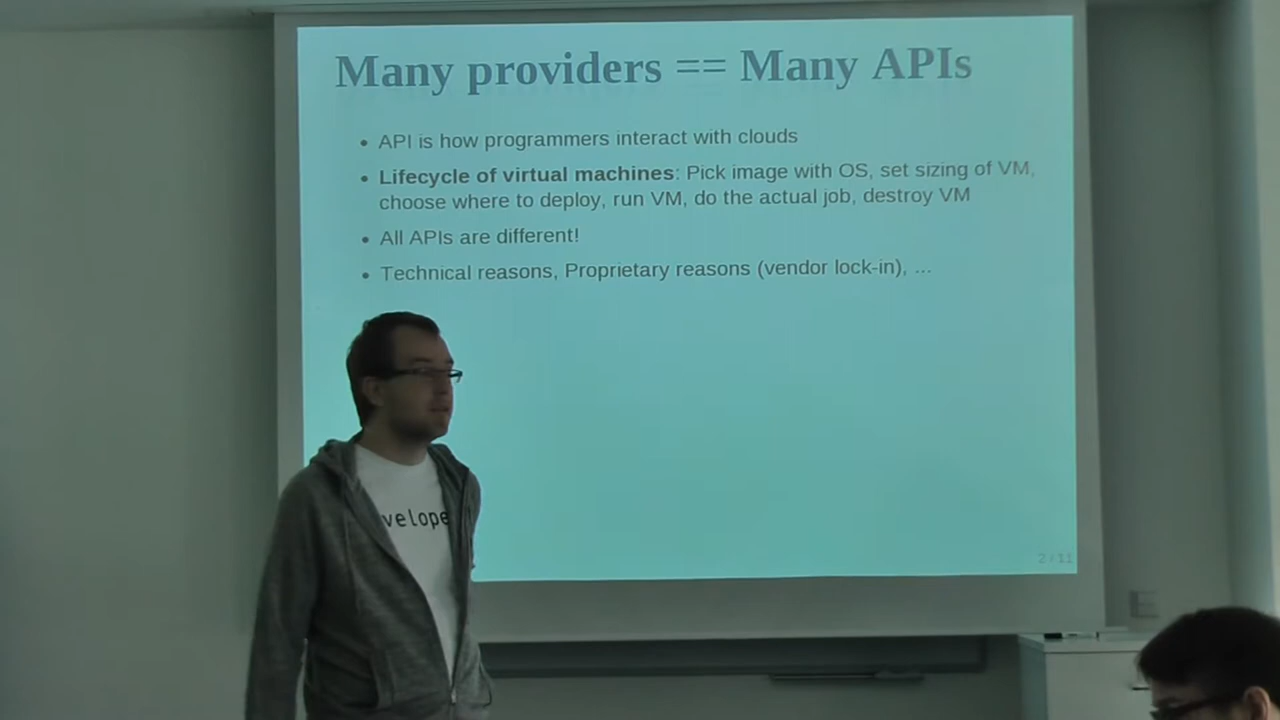 Many providers == Many APIs
• API is how programmers interact with clouds
• Lifecycle of virtual machines: Pick image with OS, set sizing of VM,
choose where to deploy, run VM, do the actual job, destroy VM
• All APIs are different!
• Technical reasons, Proprietary reasons (vendor lock-in), ...
velope
2 / 11